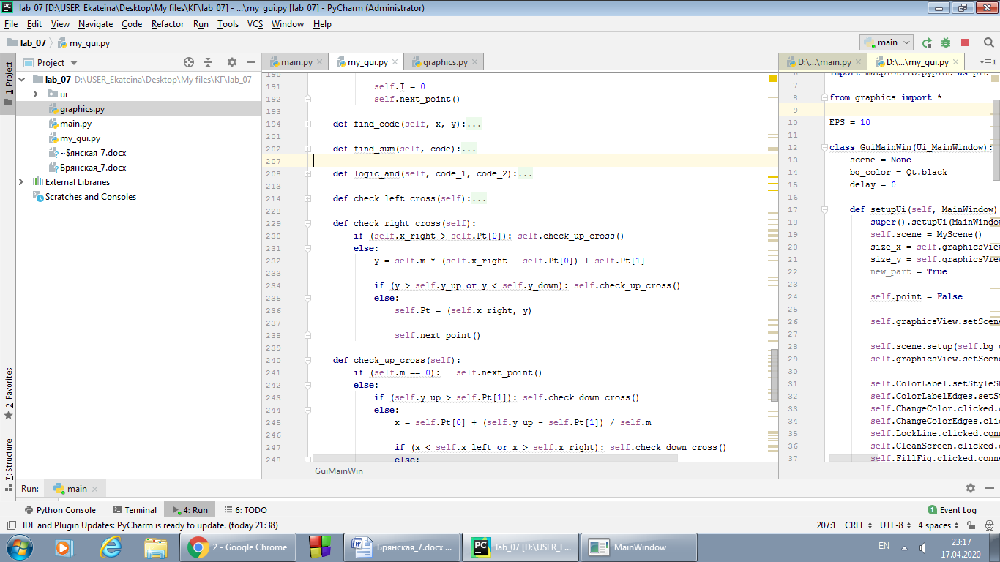 lab_07 [D:\USER_Ekateina\Desktop\My files\КГ\lab_07] - ...\my_gui.py [lab_07] - PyCharm (Administrator)
File Edit View Navigate Code Refactor Run Tools VCS Window Help
lab_07 my_gui.py main
1: Project
2: Favorites
7: Structure
Project
lab_07 D:\USER_Ekateina\Desktop\My files\КГ\lab_07
ui
graphics.py
main.py
my_gui.py
~$янская_7.docx
Брянская_7.docx
External Libraries
Scratches and Consoles
main.py my_gui.py graphics.py
190
191 self.I = 0
192 self.next_point()
193
194 def find_code(self, x, y):...
201
202 def find_sum(self, code):...
207
208 def logic_and(self, code_1, code_2):...
213
214 def check_left_cross(self):...
228
229 def check_right_cross(self):
230 if (self.x_right > self.Pt[0]): self.check_up_cross()
231 else:
232 y = self.m * (self.x_right - self.Pt[0]) + self.Pt[1]
233
234 if (y > self.y_up or y < self.y_down): self.check_up_cross()
235 else:
236 self.Pt = (self.x_right, y)
237
238 self.next_point()
239
240 def check_up_cross(self):
241 if (self.m == 0): self.next_point()
242 else:
243 if (self.y_up > self.Pt[1]): self.check_down_cross()
244 else:
245 x = self.Pt[0] + (self.y_up - self.Pt[1]) / self.m
246
247 if (x < self.x_left or x > self.x_right): self.check_down_cross()
248 else:
GuiMainWin
D:\...\main.py D:\...\my_gui.py 1
6 import matplotlib.pyplot as plt
7
8 from graphics import *
9
10 EPS = 10
11
12 class GuiMainWin(Ui_MainWindow):
13 scene = None
14 bg_color = Qt.black
15 delay = 0
16
17 def setupUi(self, MainWindow)
18 super().setupUi(MainWindow
19 self.scene = MyScene()
20 size_x = self.graphicsView
21 size_y = self.graphicsView
22 new_part = True
23
24 self.point = False
25
26 self.graphicsView.setScene
27
28 self.scene.setup(self.bg_c
29 self.graphicsView.setScene
30
31 self.ColorLabel.setStyleSh
32 self.ColorLabelEdges.setSt
33 self.ChangeColor.clicked.c
34 self.ChangeColorEdges.clic
35 self.LockLine.clicked.conn
36 self.CleanScreen.clicked.c
37 self.FillFig.clicked.conne
Run: main
Python Console Terminal 4: Run 6: TODO 1 Event Log
IDE and Plugin Updates: PyCharm is ready to update. (today 21:38) 207:1 CRLF UTF-8 4 spaces
2 - Google Chrome Брянская_7.docx ... lab_07 [D:\USER_E... MainWindow EN 23:17
17.04.2020